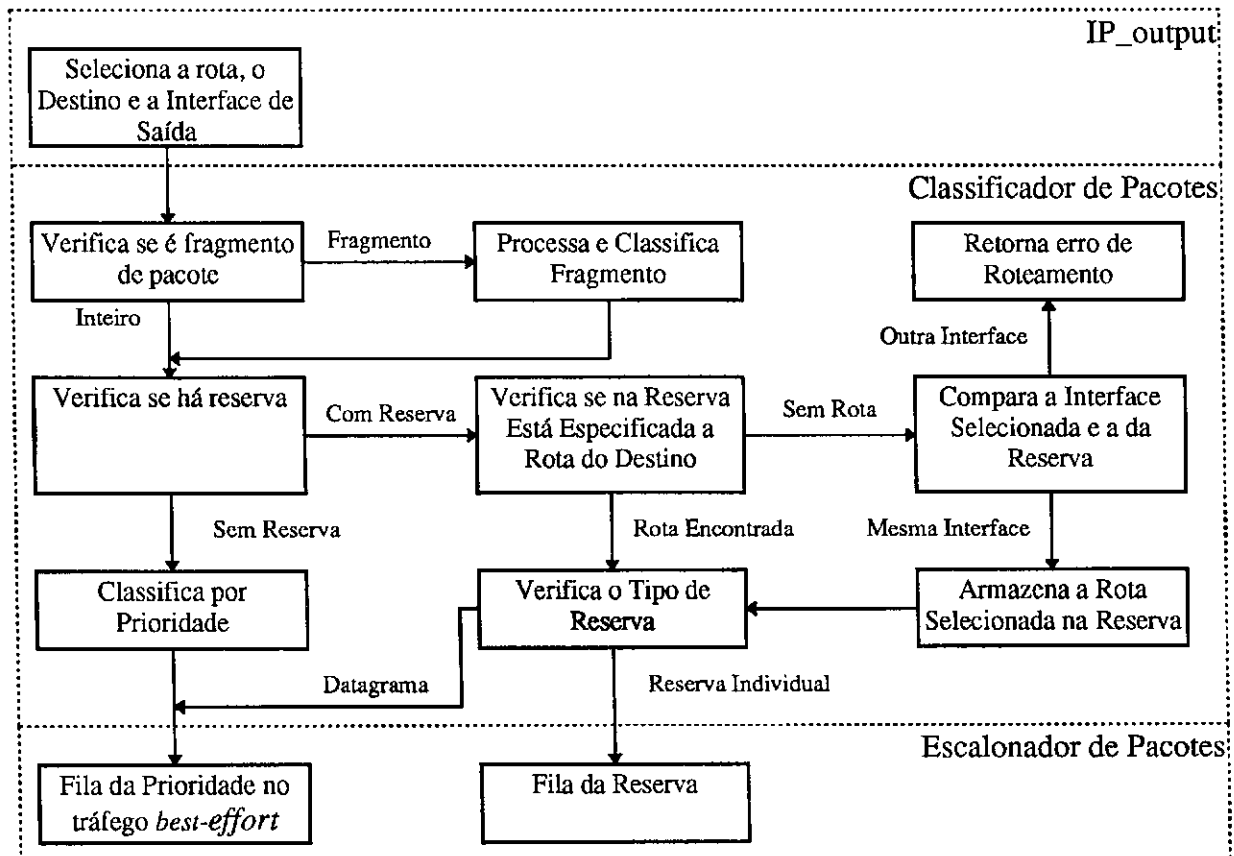 IP_output
Seleciona a rota, o
Destino e a Interface de
Saída
Classificador de Pacotes
Verifica se é fragmento
de pacote
Fragmento
Processa e Classifica
Fragmento
Retorna erro de
Roteamento
Inteiro
Outra Interface
Verifica se há reserva
Com Reserva
Verifica se na Reserva
Está Especificada a
Rota do Destino
Sem Rota
Compara a Interface
Selecionada e a da
Reserva
Sem Reserva
Rota Encontrada
Mesma Interface
Classifica por
Prioridade
Verifica o Tipo de
Reserva
Armazena a Rota
Selecionada na Reserva
Datagrama
Reserva Individual
Escalonador de Pacotes
Fila da Prioridade no
tráfego best-effort
Fila da Reserva